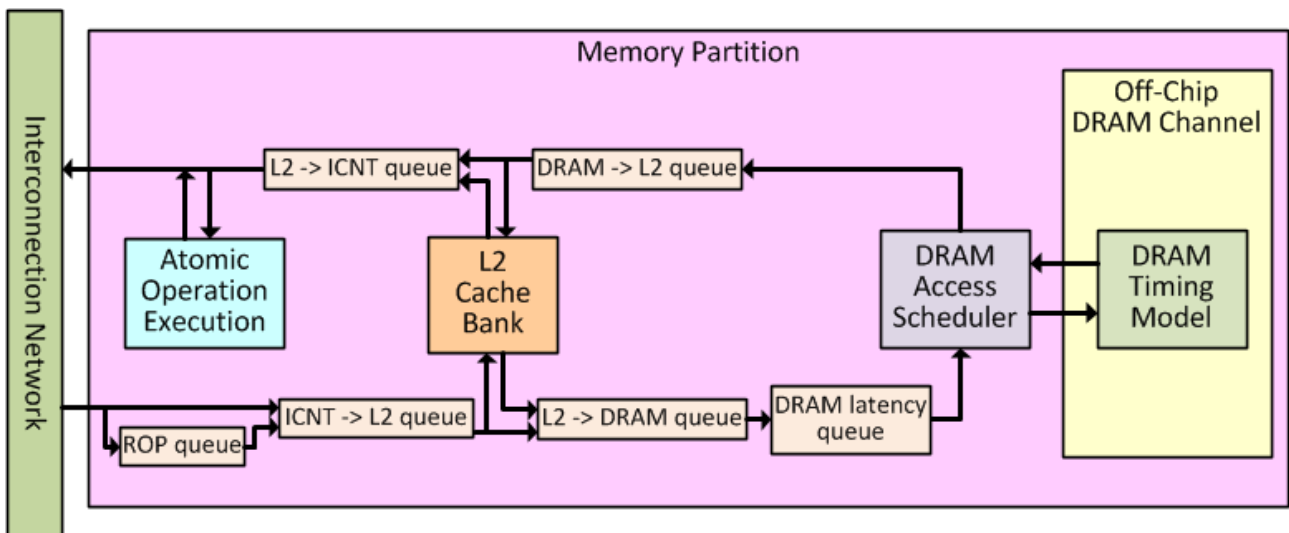 Memory Partition
Interconnection Network
Off-Chip
DRAM Channel
L2 -> ICNT queue
DRAM -> L2 queue
Atomic
Operation
Execution
L2
Cache
Bank
DRAM
Access
Scheduler
DRAM
Timing
Model
ICNT -> L2 queue
ROP queue
L2 -> DRAM queue
DRAM latency
queue